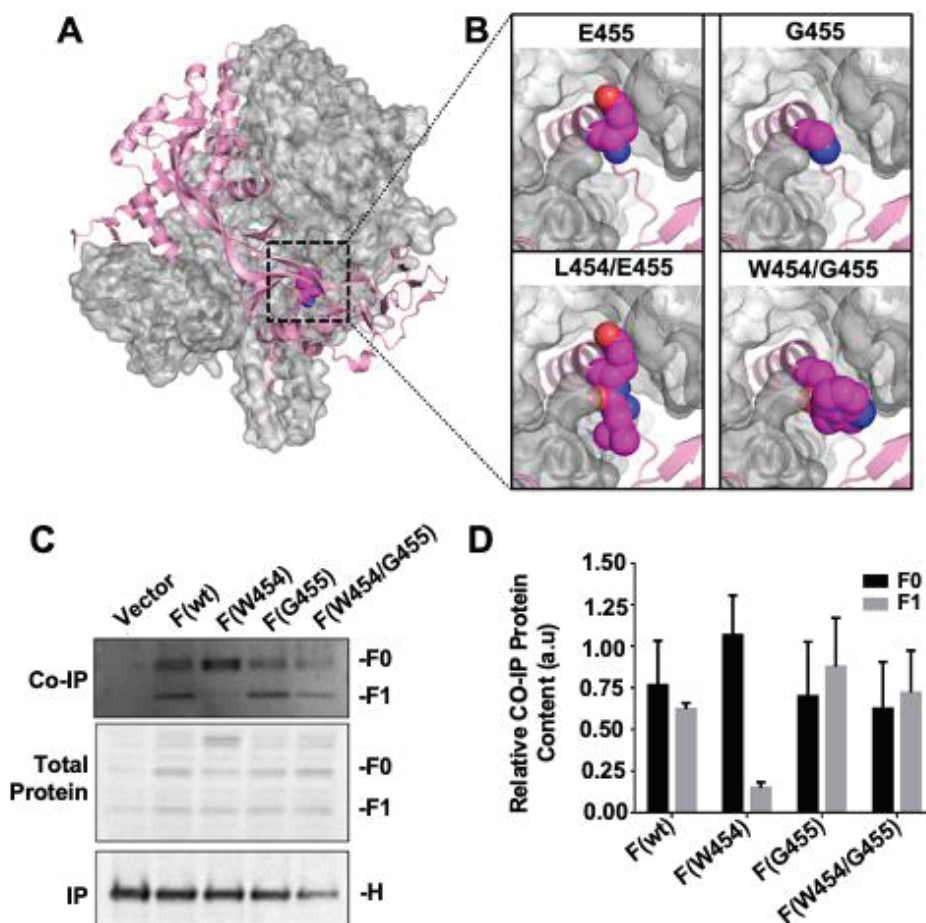 A
B
E455
G455
L454/E455
W454/G455
C
Vector
F(wt)
F(W454)
F(G455)
F(W454/G455)
Co-IP
-F0
-F1
Total
Protein
-F0
-F1
IP
-H
D
Relative CO-IP Protein
Content (a.u)
1.50
1.25
1.00
0.75
0.50
0.25
0.00
F0
F1
F(wt)
F(W454)
F(G455)
F(W454/G455)